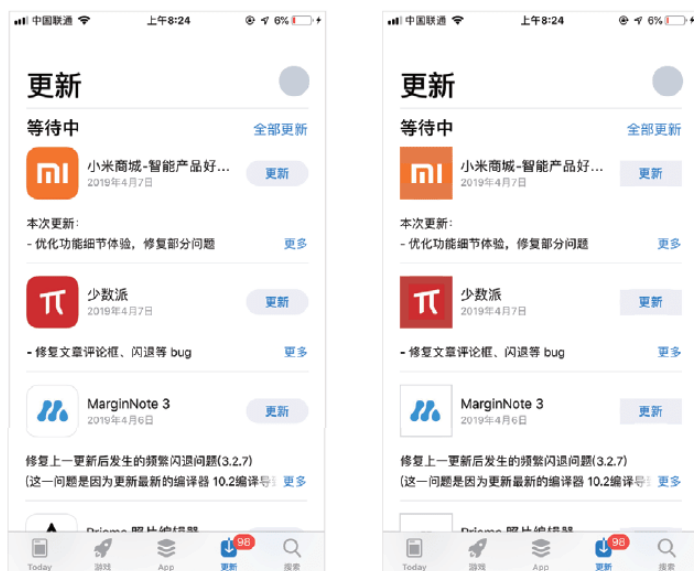 中国联通 上午8:24 6%
更新
等待中 全部更新
小米商城-智能产品好... 更新
2019年4月7日
本次更新:
- 优化功能细节体验，修复部分问题 更多
少数派 更新
2019年4月7日
- 修复文章评论框、闪退等 bug 更多
MarginNote 3 更新
2019年4月6日
修复上一更新后发生的频繁闪退问题(3.2.7)
(这一问题是因为更新最新的编译器 10.2编译导 更多
98
Today 游戏 App 更新 搜索
中国联通 上午8:24 6%
更新
等待中 全部更新
小米商城-智能产品好... 更新
2019年4月7日
本次更新:
- 优化功能细节体验，修复部分问题 更多
少数派 更新
2019年4月7日
- 修复文章评论框、闪退等 bug 更多
MarginNote 3 更新
2019年4月6日
修复上一更新后发生的频繁闪退问题(3.2.7)
(这一问题是因为更新最新的编译器 10.2编译导 更多
98
Today 游戏 App 更新 搜索